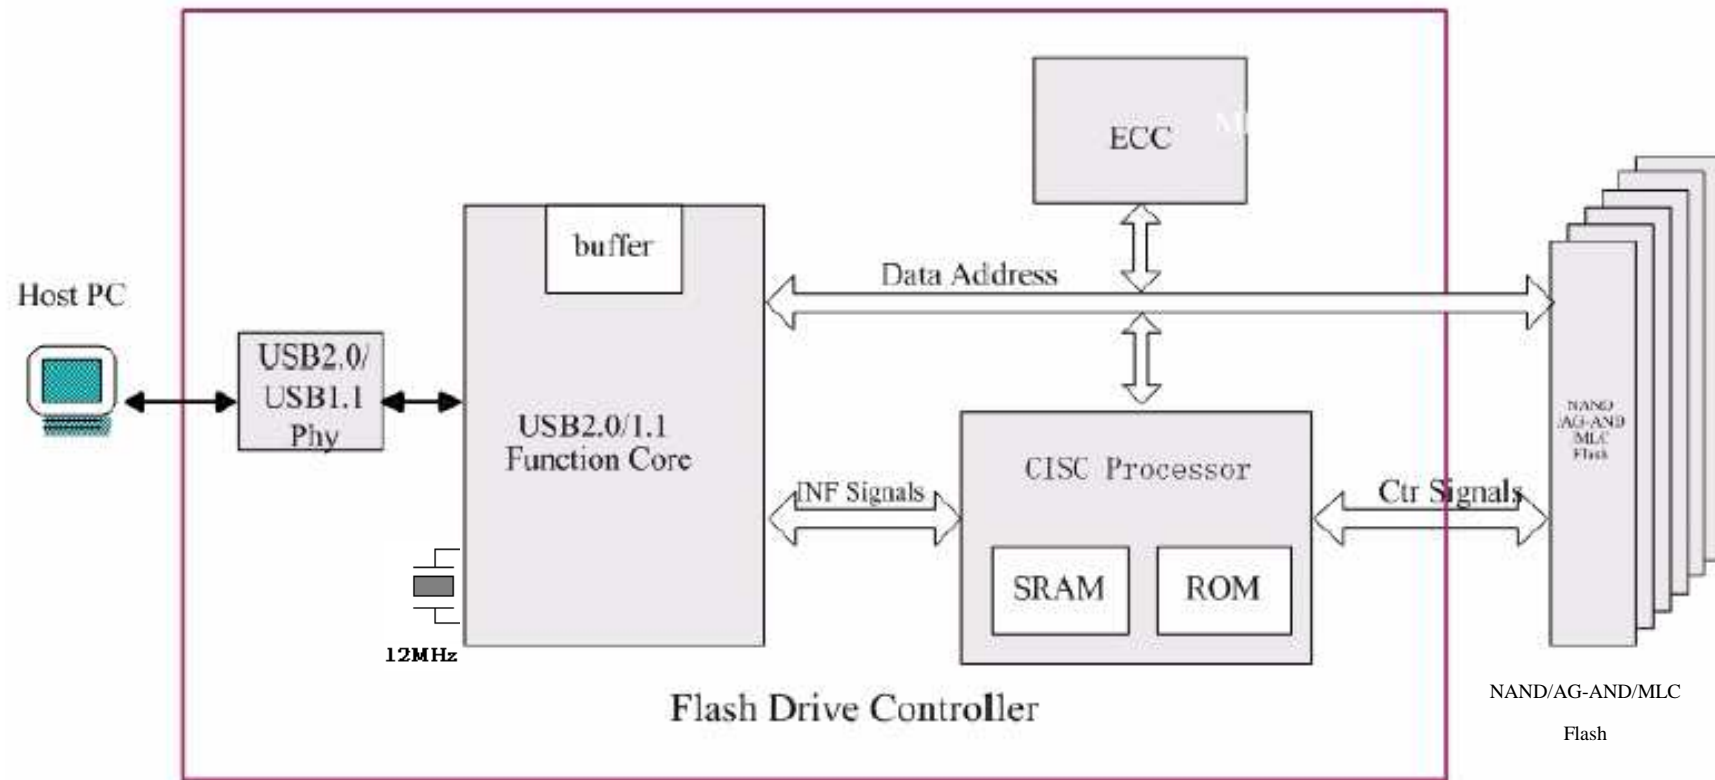 ECC
buffer
Data Address
Host PC
USB2.0/
USB1.1
Phy
USB2.0/1.1
Function Core
NAND
AG-AND
MLC
Flash
CISC Processor
INF Signals
Ctr Signals
SRAM
ROM
12MHz
Flash Drive Controller
NAND/AG-AND/MLC
Flash